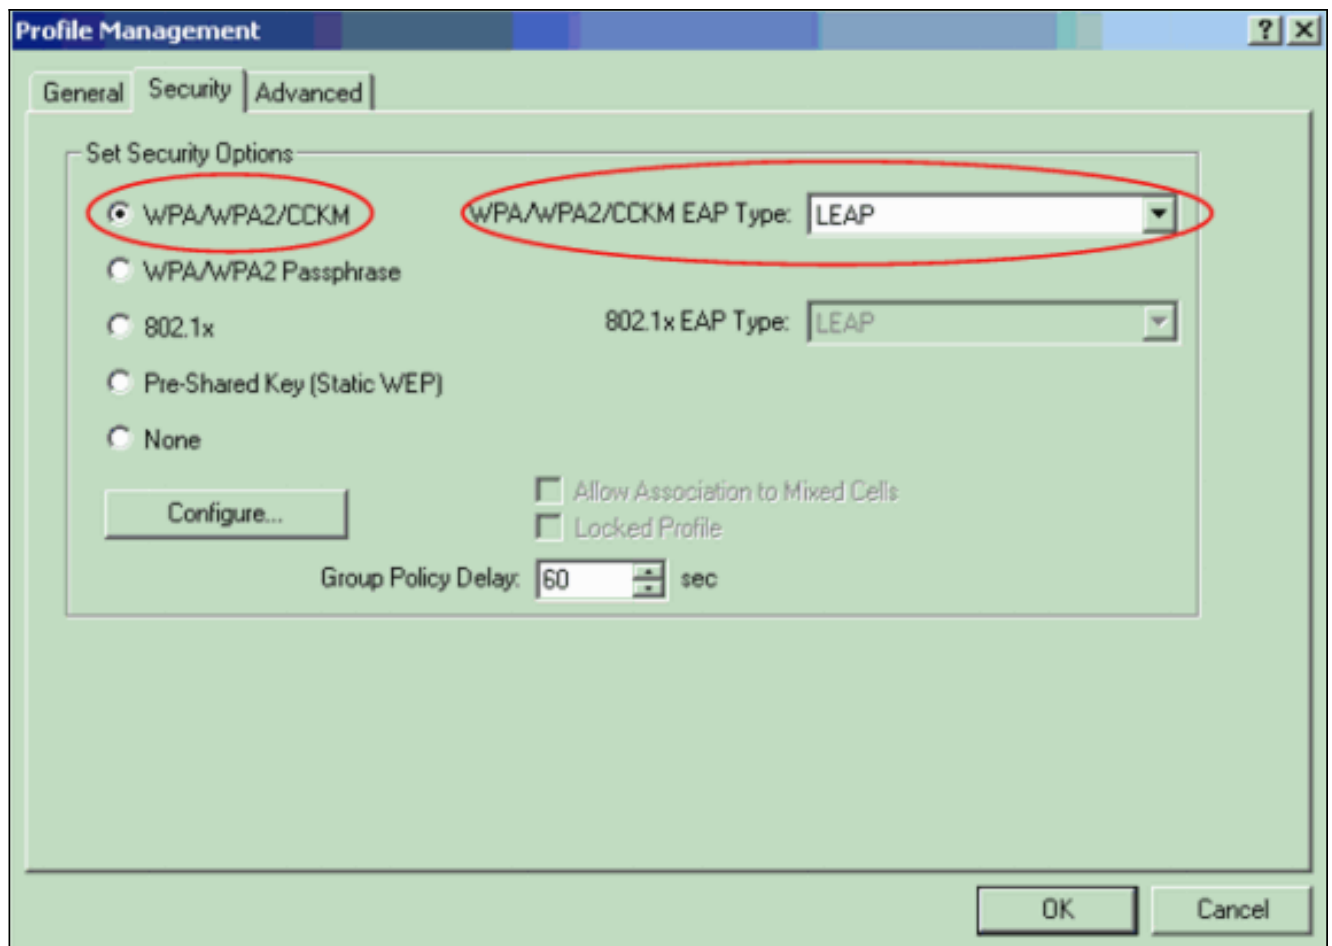 Profile Management
General Security Advanced
Set Security Options
WPA/WPA2/CCKM WPA/WPA2/CCKM EAP Type: LEAP
WPA/WPA2 Passphrase
802.1x 802.1x EAP Type: LEAP
Pre-Shared Key (Static WEP)
None
Allow Association to Mixed Cells
Configure...
Locked Profile
Group Policy Delay: 60 sec
OK Cancel